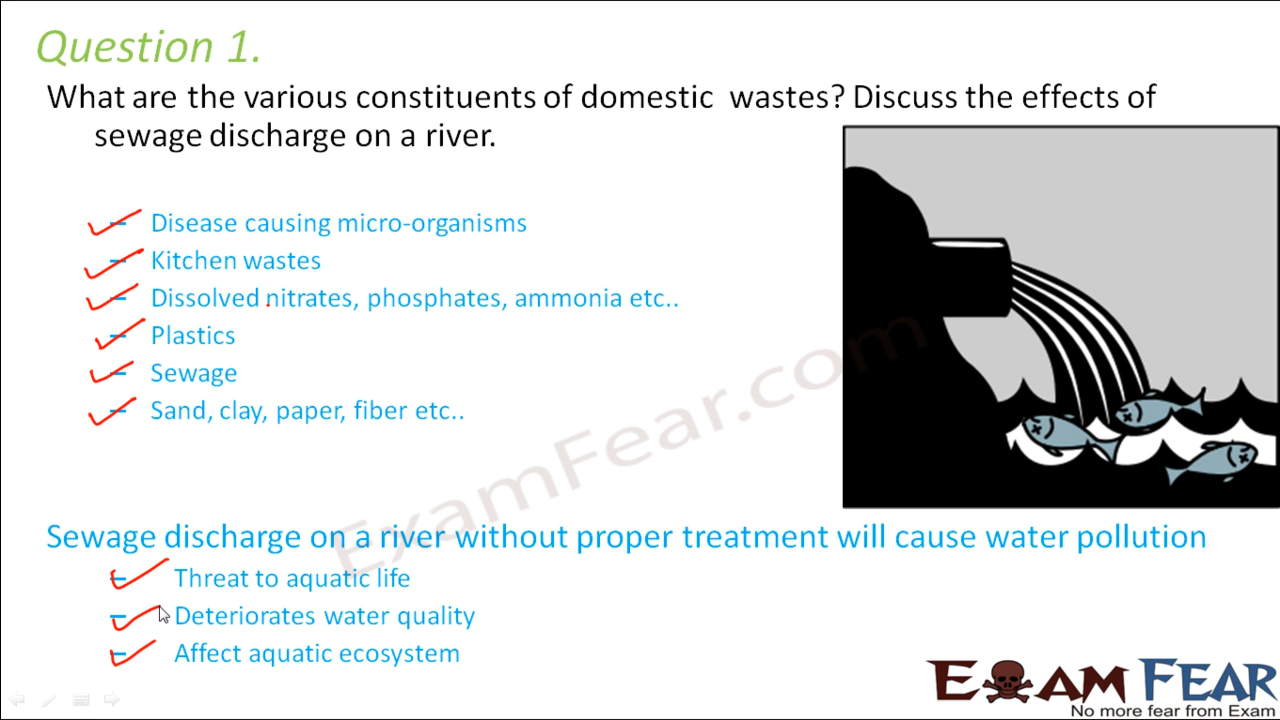 Question 1.
What are the various constituents of domestic wastes? Discuss the effects of
sewage discharge on a river.
– Disease causing micro-organisms
– Kitchen wastes
– Dissolved nitrates, phosphates, ammonia etc..
– Plastics
– Sewage
– Sand, clay, paper, fiber etc..
ExamFear.com
Sewage discharge on a river without proper treatment will cause water pollution
– Threat to aquatic life
– Deteriorates water quality
– Affect aquatic ecosystem
EXAM FEAR
No more fear from Exam